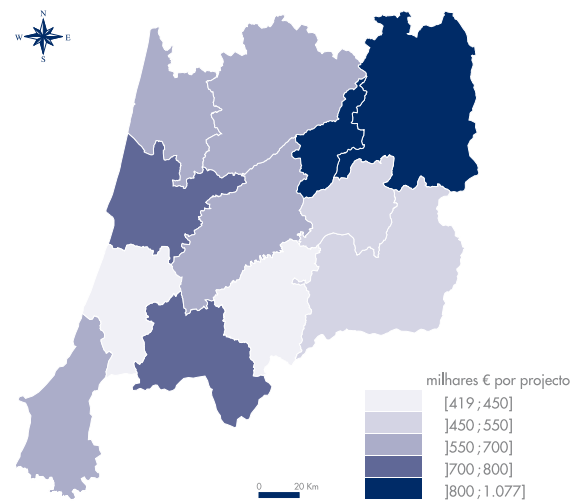 N
W E
S
milhares € por projecto
[419 ; 450]
]450 ; 550]
]550 ; 700]
]700 ; 800]
]800 ; 1.077]
0 20 Km